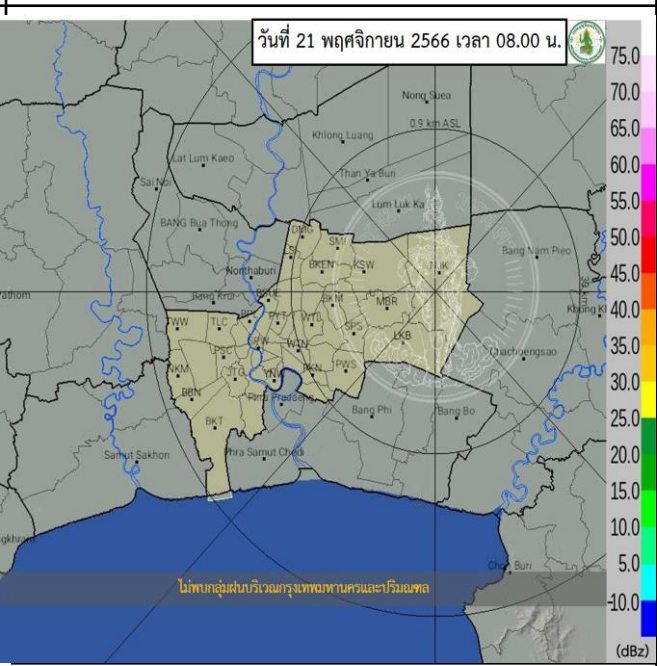 วันที่ 21 พฤศจิกายน 2566 เวลา 08.00 น.
75.0
Nong Suea
70.0
0.9 km ASL
Khlong Luang
65.0
Lat Lum Kaeo
Than Ya Buri
60.0
Sai Noi
Lum Luk Ka
55.0
BANG Bua Thong
DMG
SMI
50.0
Bang Nam Pieo
Nonthaburi
BKEN
KSW
NJK
45.0
Bang Krui
BKM
MBR
40.0
TWW
TLC
WTL
SPS
LKB
35.0
Chachoengsao
PSC
WTN
NKM
JTG
PWS
30.0
BBN
Phra Pradaeng
25.0
BKT
Bang Phi
Bang Bo
20.0
Samut Sakhon
Phra Samut Chedi
15.0
10.0
5.0
Chon Buri
ไม่พบกลุ่มฝนบริเวณกรุงเทพมหานครและปริมณฑล
-10.0
(dBz)